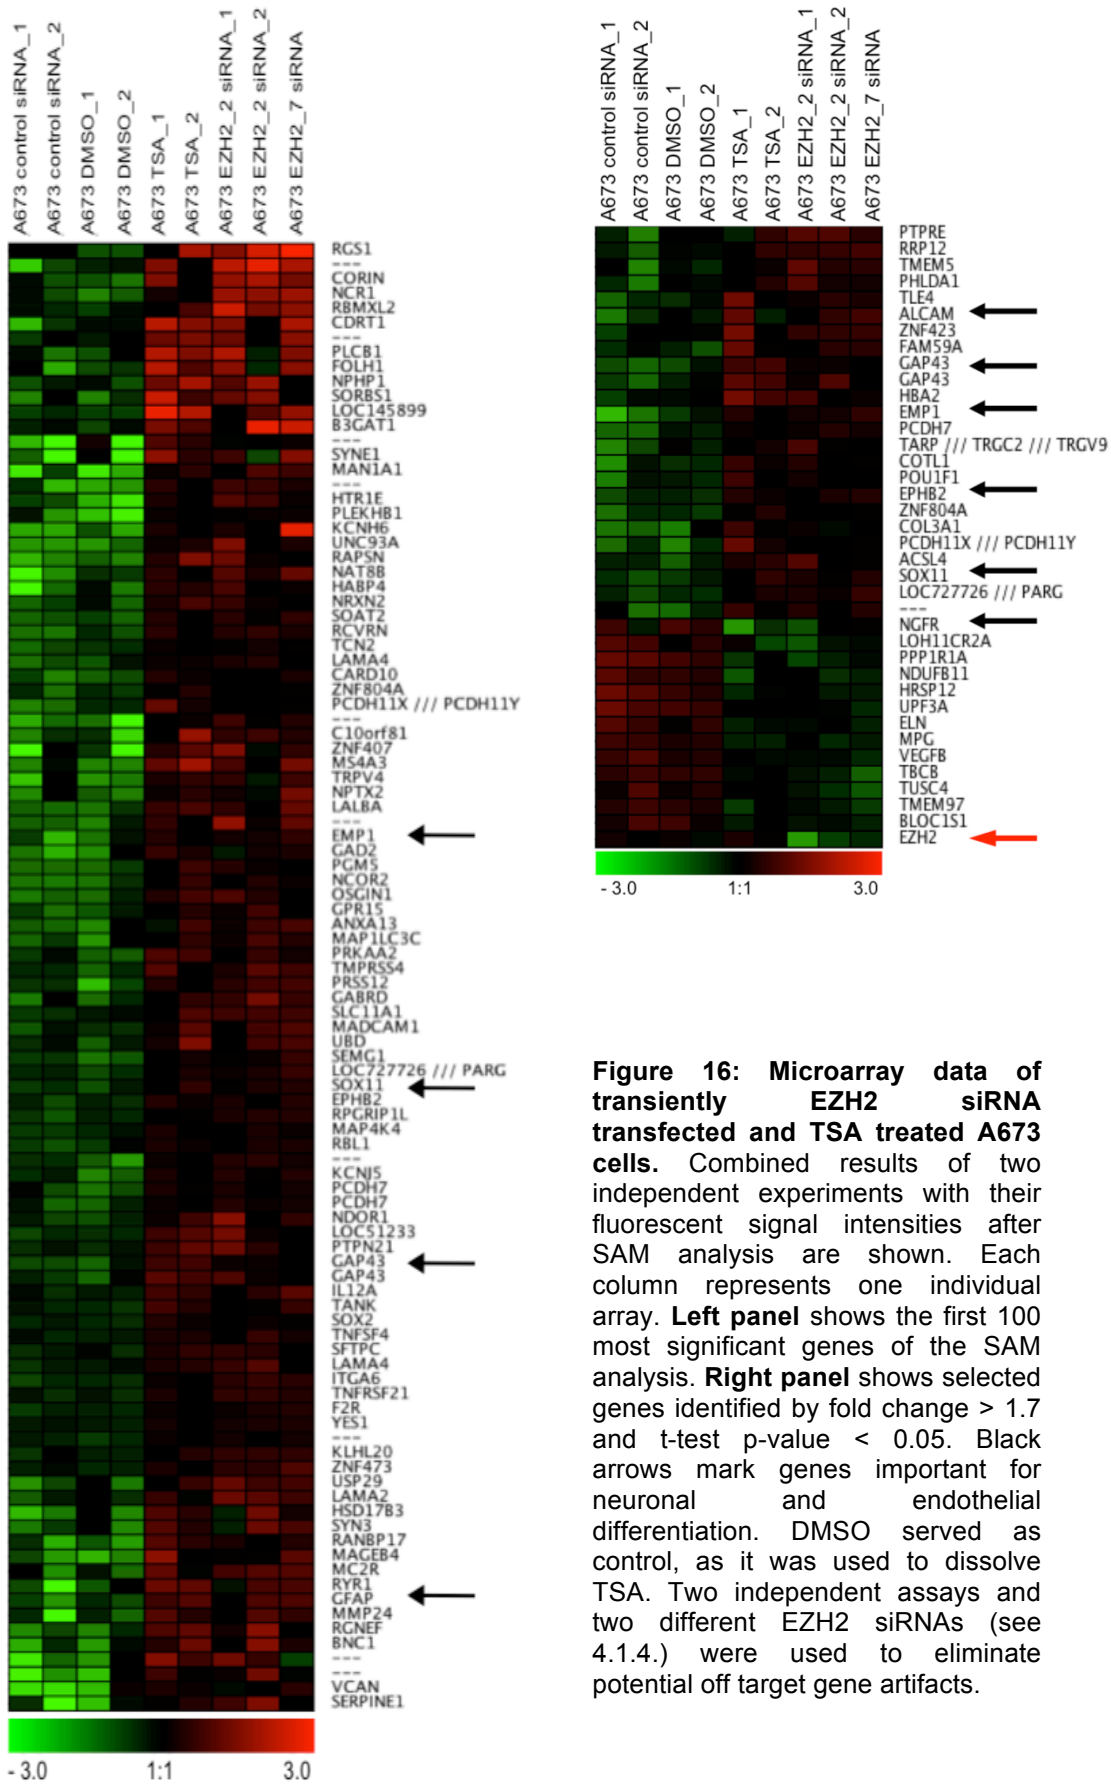 A673 control siRNA_1
A673 control siRNA_2
A673 DMSO_1
A673 DMSO_2
A673 TSA_1
A673 TSA_2
A673 EZH2_2 siRNA_1
A673 EZH2_2 siRNA_2
A673 EZH2_7 siRNA
RGS1
---
CORIN
NCR1
RBMXL2
CDRT1
---
PLCB1
FOLH1
NPHP1
SORBS1
LOC145899
B3GAT1
---
SYNE1
MAN1A1
---
HTR1E
PLEKHB1
KCNH6
UNC93A
RAPSN
NAT8B
HABP4
NRXN2
SOAT2
RCVRN
TCN2
LAMA4
CARD10
ZNF804A
PCDH11X /// PCDH11Y
---
C10orf81
ZNF407
MS4A3
TRPV4
NPTX2
LALBA
---
EMP1
GAD2
PGM5
NCOR2
OSGIN1
GPR15
ANXA13
MAP1LC3C
PRKAA2
TMPRSS4
PRSS12
GABRD
SLC11A1
MADCAM1
UBD
SEMG1
LOC727726 /// PARG
SOX11
EPHB2
RPGRIP1L
MAP4K4
RBL1
---
KCNJ5
PCDH7
PCDH7
NDOR1
LOC51233
PTPN21
GAP43
GAP43
IL12A
TANK
SOX2
TNFSF4
SFTPC
LAMA4
ITGA6
TNFRSF21
F2R
YES1
---
KLHL20
ZNF473
USP29
LAMA2
HSD17B3
SYN3
RANBP17
MAGEB4
MC2R
RYR1
GFAP
MMP24
RGNEF
BNC1
---
---
VCAN
SERPINE1
- 3.0 1:1 3.0
A673 control siRNA_1
A673 control siRNA_2
A673 DMSO_1
A673 DMSO_2
A673 TSA_1
A673 TSA_2
A673 EZH2_2 siRNA_1
A673 EZH2_2 siRNA_2
A673 EZH2_7 siRNA
PTPRE
RRP12
TMEM5
PHLDA1
TLE4
ALCAM
ZNF423
FAM59A
GAP43
GAP43
HBA2
EMP1
PCDH7
TARP /// TRGC2 /// TRGV9
COTL1
POU1F1
EPHB2
ZNF804A
COL3A1
PCDH11X /// PCDH11Y
ACSL4
SOX11
LOC727726 /// PARG
---
NGFR
LOH11CR2A
PPP1R1A
NDUFB11
HRSP12
UPF3A
ELN
MPG
VEGFB
TBCB
TUSC4
TMEM97
BLOC1S1
EZH2
- 3.0 1:1 3.0
Figure 16: Microarray data of
transiently EZH2 siRNA
transfected and TSA treated A673
cells. Combined results of two
independent experiments with their
fluorescent signal intensities after
SAM analysis are shown. Each
column represents one individual
array. Left panel shows the first 100
most significant genes of the SAM
analysis. Right panel shows selected
genes identified by fold change > 1.7
and t-test p-value < 0.05. Black
arrows mark genes important for
neuronal and endothelial
differentiation. DMSO served as
control, as it was used to dissolve
TSA. Two independent assays and
two different EZH2 siRNAs (see
4.1.4.) were used to eliminate
potential off target gene artifacts.